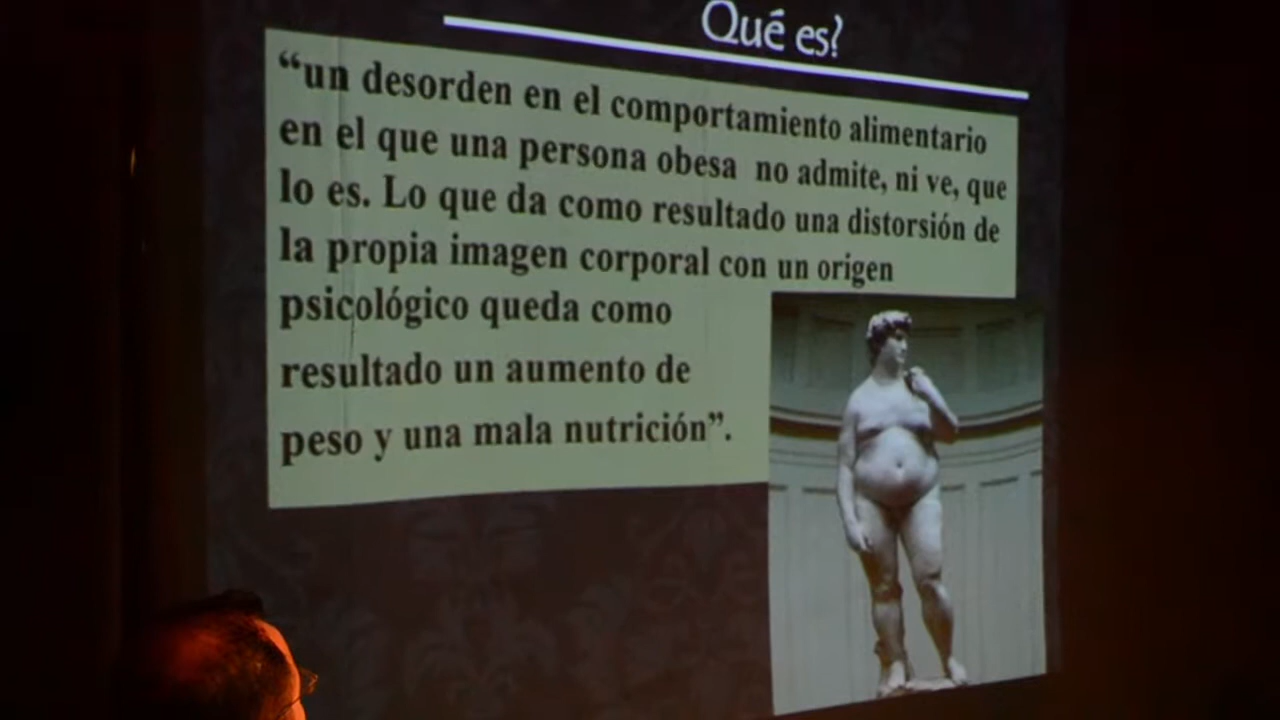 Qué es?
“un desorden en el comportamiento alimentario
en el que una persona obesa no admite, ni ve, que
lo es. Lo que da como resultado una distorsión de
la propia imagen corporal con un origen
psicológico queda como
resultado un aumento de
peso y una mala nutrición”.